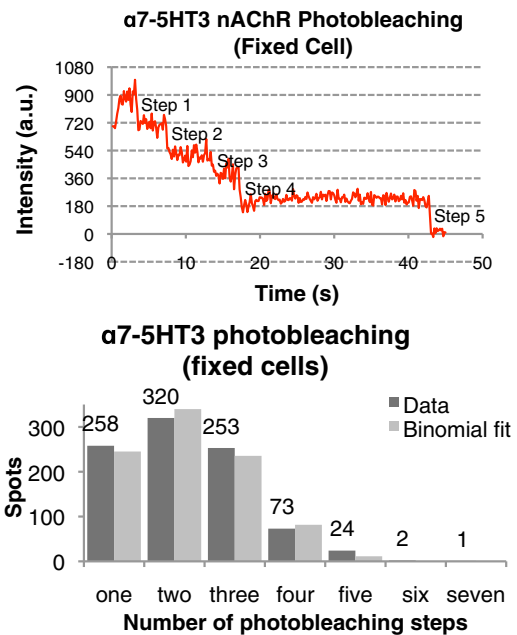 α7-5HT3 nAChR Photobleaching
(Fixed Cell)
Intensity (a.u.)
1080
900
720
540
360
180
0
-180
Step 1
Step 2
Step 3
Step 4
Step 5
0 10 20 30 40 50
Time (s)
α7-5HT3 photobleaching
(fixed cells)
Spots
300
200
100
0
258
320
253
73
24
2
1
Data
Binomial fit
one two three four five six seven
Number of photobleaching steps